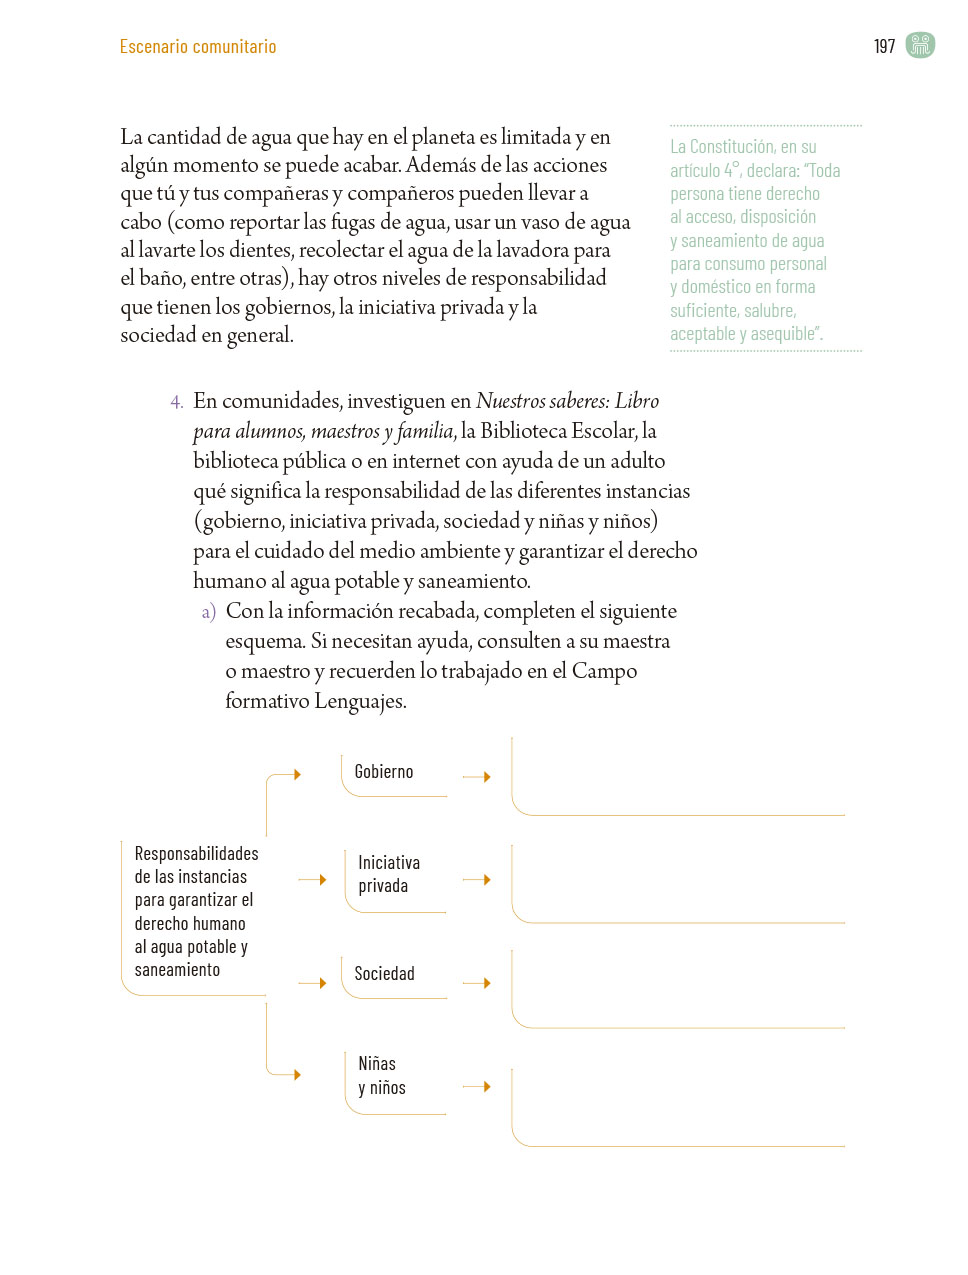 Escenario comunitario
197
La cantidad de agua que hay en el planeta es limitada y en
algún momento se puede acabar. Además de las acciones
que tú y tus compañeras y compañeros pueden llevar a
cabo (como reportar las fugas de agua, usar un vaso de agua
al lavarte los dientes, recolectar el agua de la lavadora para
el baño, entre otras), hay otros niveles de responsabilidad
que tienen los gobiernos, la iniciativa privada y la
sociedad en general.
La Constitución, en su
artículo 4°, declara: “Toda
persona tiene derecho
al acceso, disposición
y saneamiento de agua
para consumo personal
y doméstico en forma
suficiente, salubre,
aceptable y asequible”.
4. En comunidades, investiguen en Nuestros saberes: Libro
para alumnos, maestros y familia, la Biblioteca Escolar, la
biblioteca pública o en internet con ayuda de un adulto
qué significa la responsabilidad de las diferentes instancias
(gobierno, iniciativa privada, sociedad y niñas y niños)
para el cuidado del medio ambiente y garantizar el derecho
humano al agua potable y saneamiento.
a) Con la información recabada, completen el siguiente
esquema. Si necesitan ayuda, consulten a su maestra
o maestro y recuerden lo trabajado en el Campo
formativo Lenguajes.
Responsabilidades
de las instancias
para garantizar el
derecho humano
al agua potable y
saneamiento
Gobierno
Iniciativa
privada
Sociedad
Niñas
y niños